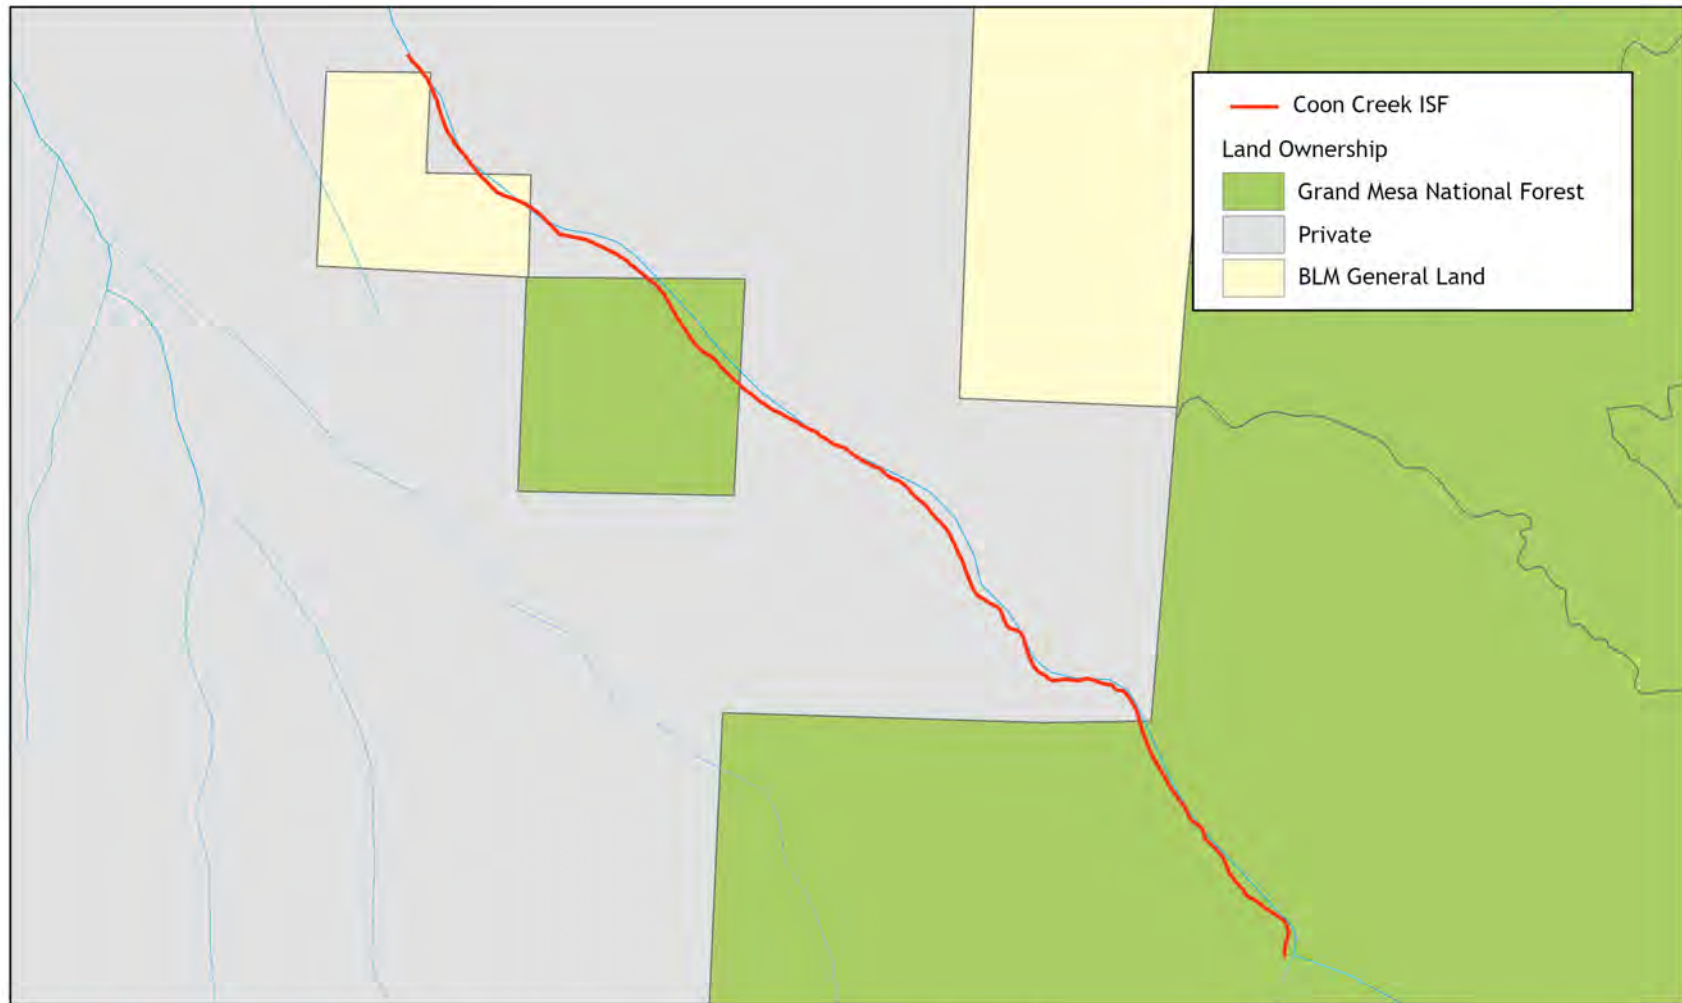 Coon Creek ISF
Land Ownership
Grand Mesa National Forest
Private
BLM General Land